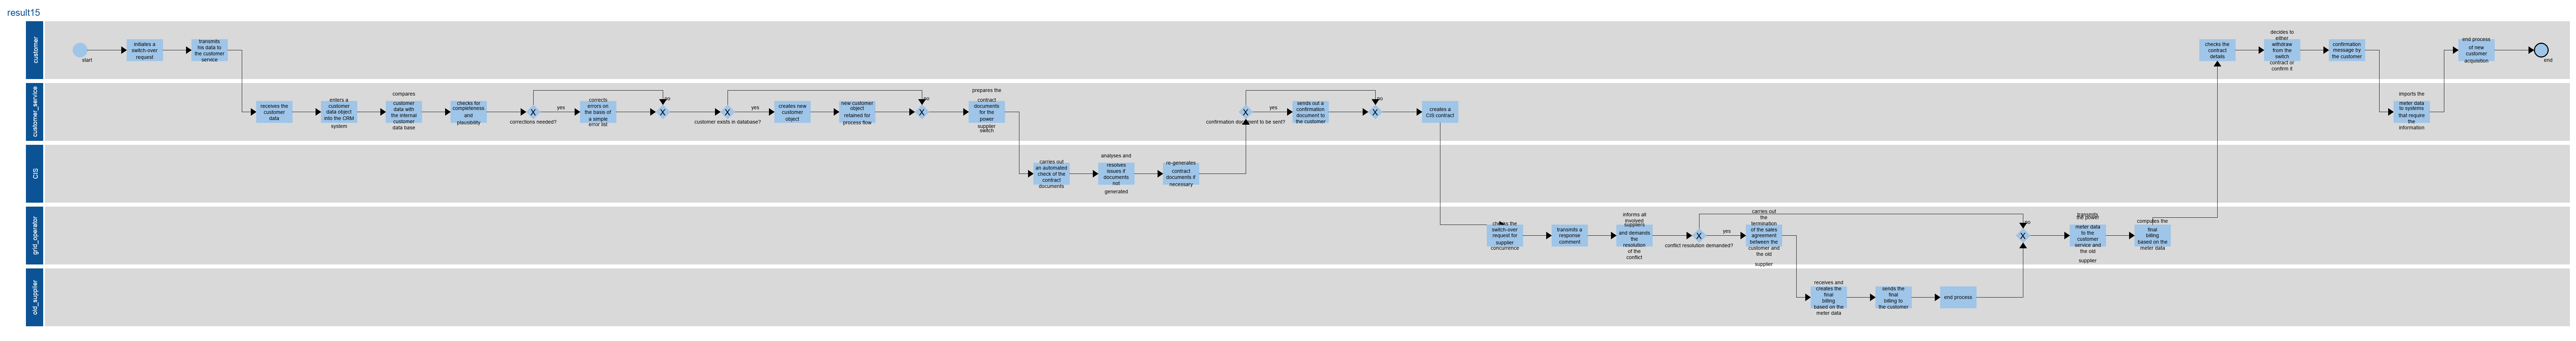 result15
customer
start
initiates a
switch-over
request
transmits
his data to
the customer
service
checks the
contract
details
decides to
either
withdraw
from the
switch
contract or
confirm it
confirmation
message by
the customer
end process
of new
customer
acquisition
end
customer_service
receives the
customer
data
enters a
customer
data object
into the CRM
system
compares
customer
data with
the internal
customer
data base
checks for
completeness
and
plausibility
X
corrections needed?
yes
corrects
errors on
the basis of
a simple
error list
X
no
X
customer exists in database?
yes
creates new
customer
object
new customer
object
retained for
process flow
X
no
prepares the
contract
documents
for the
power
supplier
switch
X
confirmation document to be sent?
yes
sends out a
confirmation
document to
the customer
X
no
creates a
CIS contract
imports the
meter data
to systems
that require
the
information
CIS
carries out
an automated
check of the
contract
documents
analyses and
resolves
issues if
documents
not
generated
re-generates
contract
documents if
necessary
grid_operator
checks the
switch-over
request for
supplier
concurrence
transmits a
response
comment
informs all
involved
suppliers
and demands
the
resolution
of the
conflict
X
conflict resolution demanded?
yes
carries out
the
termination
of the sales
agreement
between the
customer and
the old
supplier
X
no
transmits
the power
meter data
to the
customer
service and
the old
supplier
computes the
final
billing
based on the
meter data
old_supplier
receives and
creates the
final
billing
based on the
meter data
sends the
final
billing to
the customer
end process